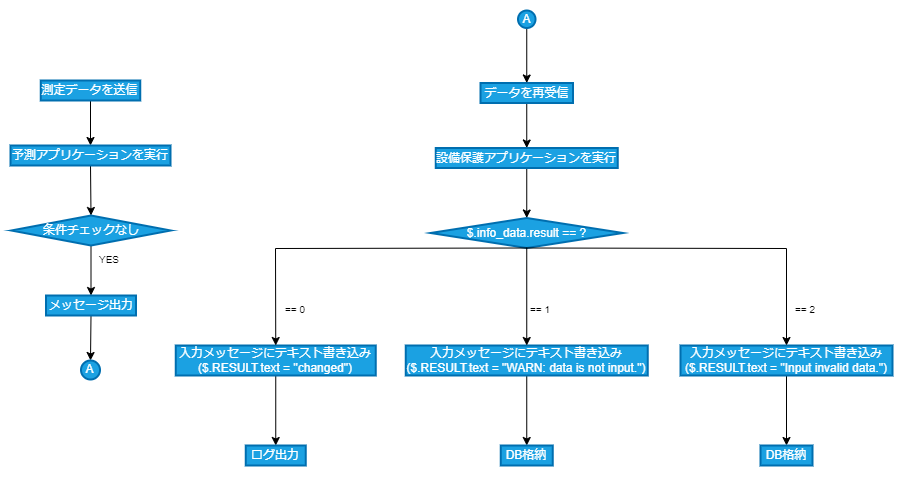 測定データを送信
予測アプリケーションを実行
条件チェックなし
YES
メッセージ出力
A
A
データを再受信
設備保護アプリケーションを実行
$.info_data.result == ?
== 0
== 1
== 2
入力メッセージにテキスト書き込み
($.RESULT.text = "changed")
入力メッセージにテキスト書き込み
($.RESULT.text = "WARN: data is not input.")
入力メッセージにテキスト書き込み
($.RESULT.text = "Input invalid data.")
ログ出力
DB格納
DB格納